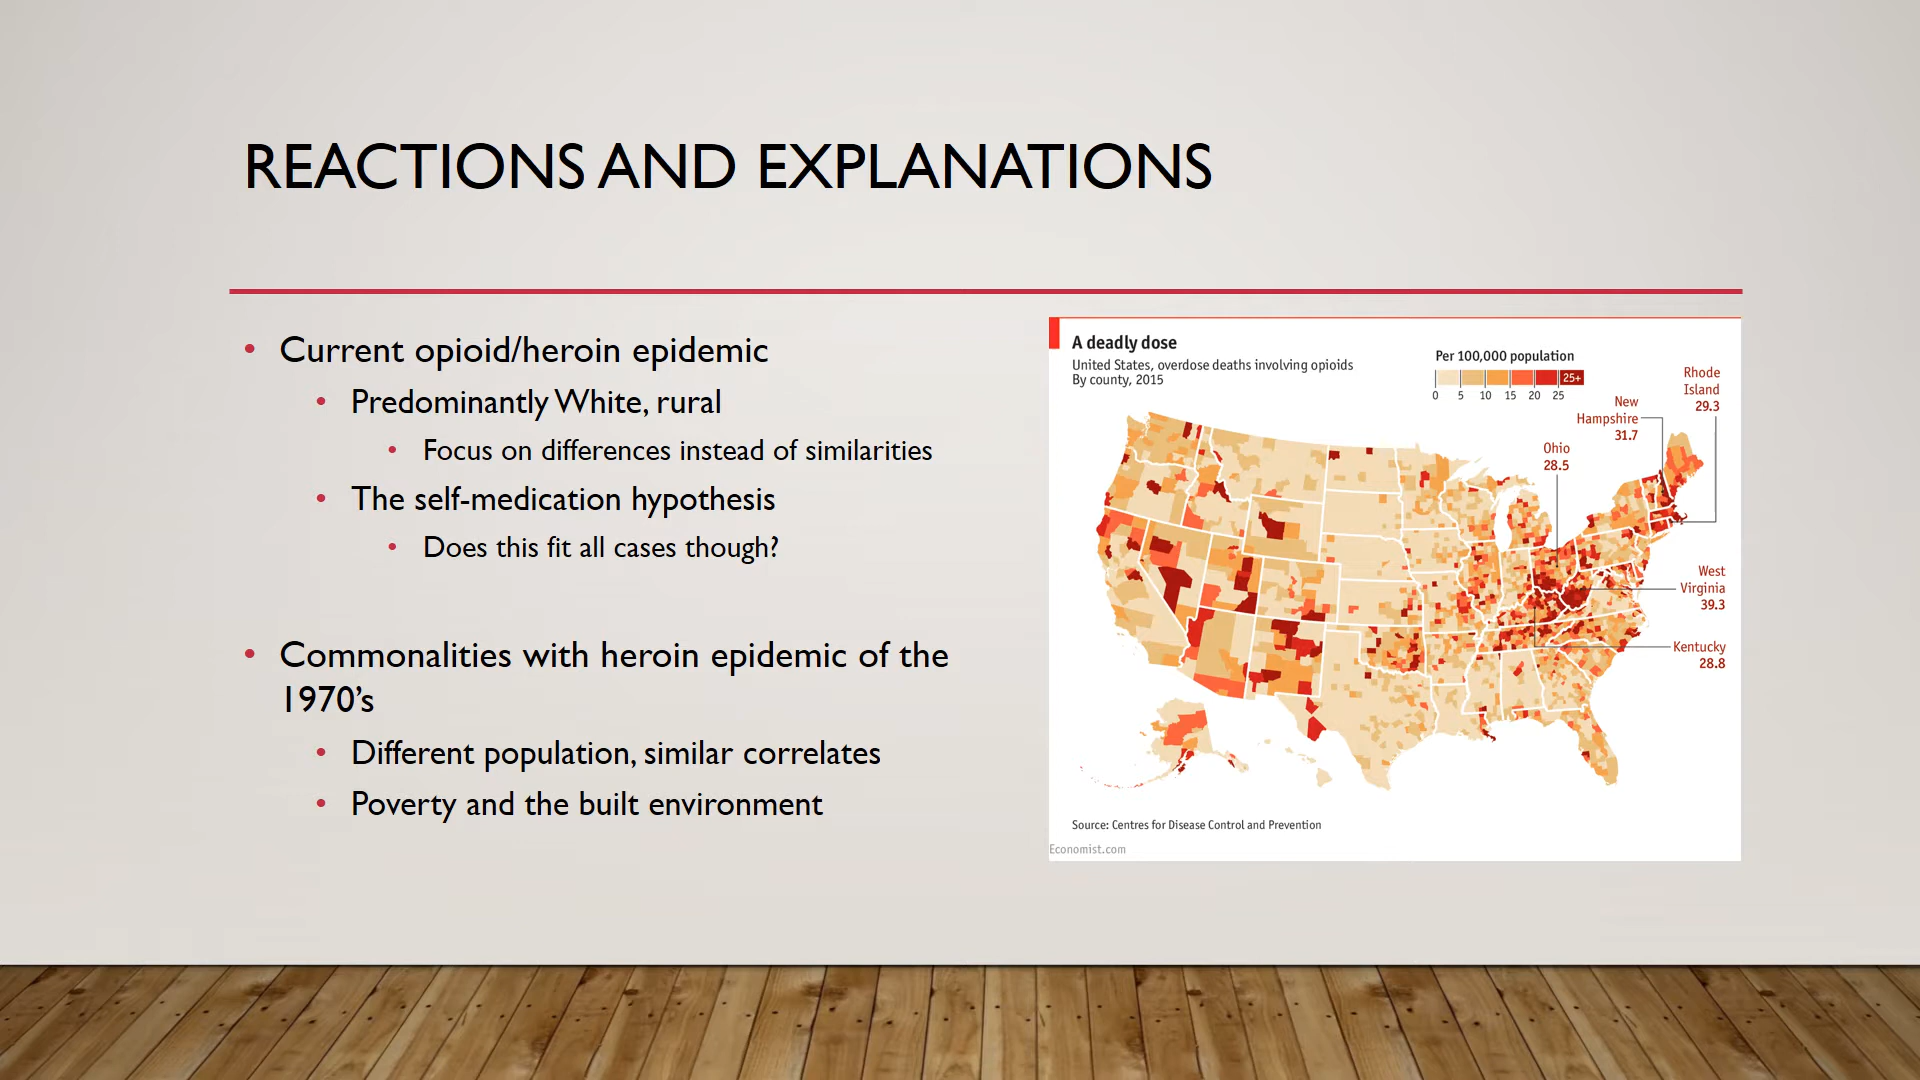 REACTIONS AND EXPLANATIONS
• Current opioid/heroin epidemic
• Predominantly White, rural
• Focus on differences instead of similarities
• The self-medication hypothesis
• Does this fit all cases though?
• Commonalities with heroin epidemic of the
1970’s
• Different population, similar correlates
• Poverty and the built environment
A deadly dose
United States, overdose deaths involving opioids
By county, 2015
Per 100,000 population
25+
0 5 10 15 20 25
Rhode
Island
29.3
New
Hampshire
31.7
Ohio
28.5
West
Virginia
39.3
Kentucky
28.8
Source: Centres for Disease Control and Prevention
Economist.com